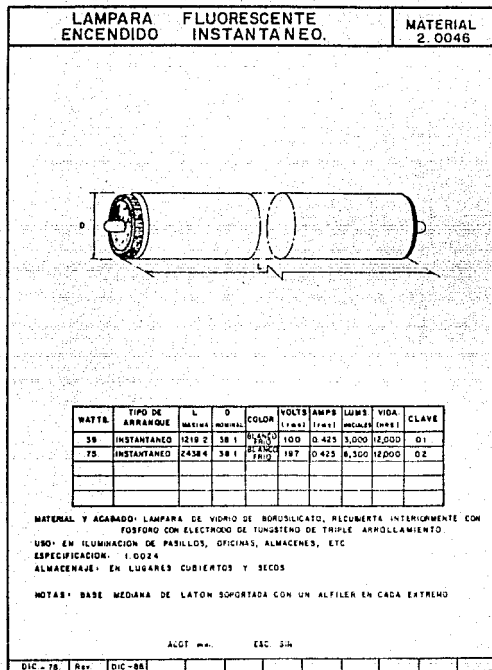 LAMPARA FLUORESCENTE
ENCENDIDO INSTANTANEO.
MATERIAL
2.0046
D
L
WATTS. TIPO DE ARRANQUE L MAXIMA D NOMINAL COLOR VOLTS (rms) AMPS (rms) LUMS. INICIALES VIDA (HRS) CLAVE
39 INSTANTANEO 1219.2 38.1 BLANCO FRIO 100 0.425 3,000 12,000 01
75 INSTANTANEO 2438.4 38.1 BLANCO FRIO 197 0.425 6,300 12,000 02
MATERIAL Y ACABADO: LAMPARA DE VIDRIO DE BOROSILICATO, RECUBIERTA INTERIORMENTE CON
FOSFORO CON ELECTRODO DE TUNGSTENO DE TRIPLE ARROLLAMIENTO.
USO: EN ILUMINACION DE PASILLOS, OFICINAS, ALMACENES, ETC
ESPECIFICACION: 1.0024
ALMACENAJE: EN LUGARES CUBIERTOS Y SECOS
NOTAS: BASE MEDIANA DE LATON SOPORTADA CON UN ALFILER EN CADA EXTREMO
ACOT. mm. ESC. SIN
DIC.-78 Rev. DIC-86